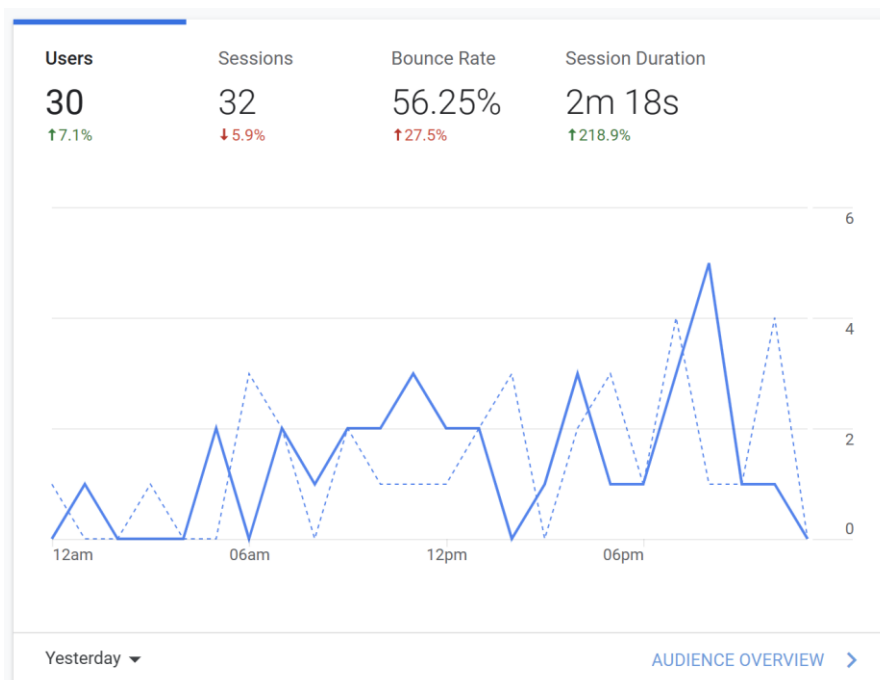 Users Sessions Bounce Rate Session Duration
30 32 56.25% 2m 18s
↑7.1% ↓5.9% ↑27.5% ↑218.9%
6
4
2
0
12am 06am 12pm 06pm
Yesterday AUDIENCE OVERVIEW